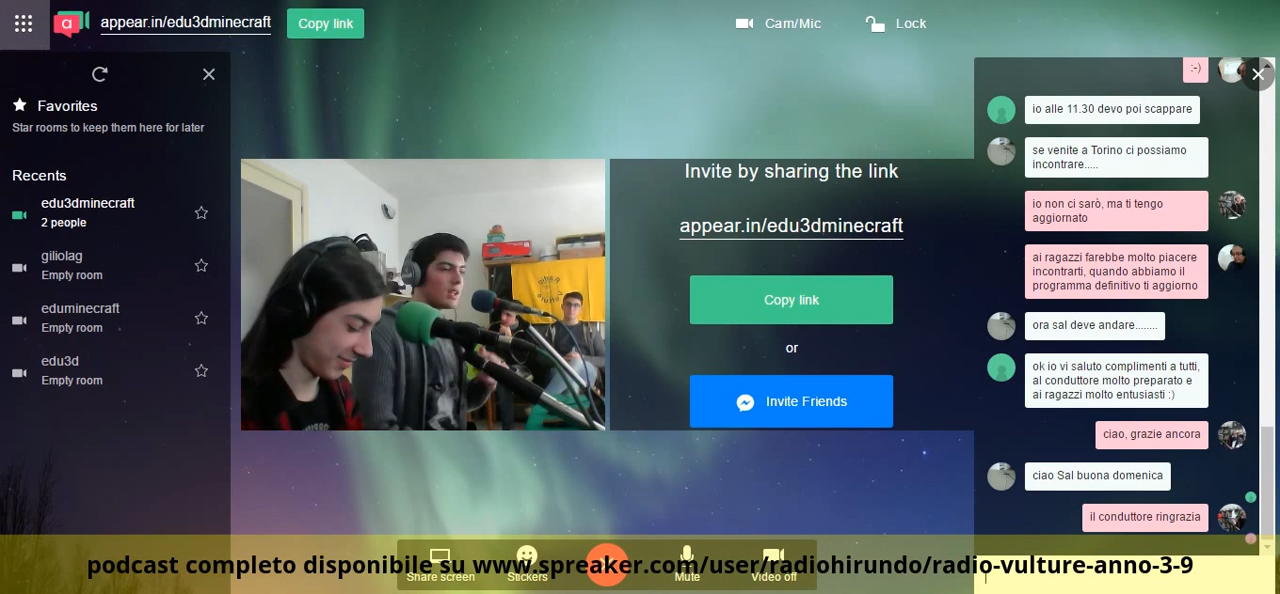 appear.in/edu3dminecraft
Copy link
Cam/Mic
Lock
Favorites
Star rooms to keep them here for later
Recents
edu3dminecraft
2 people
giliolag
Empty room
eduminecraft
Empty room
edu3d
Empty room
Invite by sharing the link
appear.in/edu3dminecraft
Copy link
or
Invite Friends
:-)
io alle 11.30 devo poi scappare
se venite a Torino ci possiamo
incontrare.....
io non ci sarò, ma ti tengo
aggiornato
ai ragazzi farebbe molto piacere
incontrarti, quando abbiamo il
programma definitivo ti aggiorno
ora sal deve andare........
ok io vi saluto complimenti a tutti,
al conduttore molto preparato e
ai ragazzi molto entusiasti :)
ciao, grazie ancora
ciao Sal buona domenica
il conduttore ringrazia
Share screen
Stickers
Mute
Video off
podcast completo disponibile su www.spreaker.com/user/radiohirundo/radio-vulture-anno-3-9